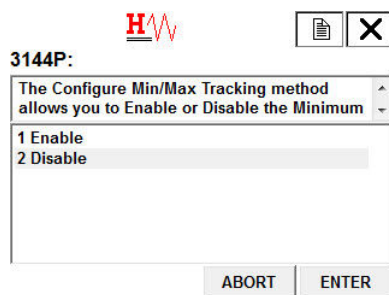 H
3144P:
The Configure Min/Max Tracking method
allows you to Enable or Disable the Minimum
1 Enable
2 Disable
ABORT ENTER